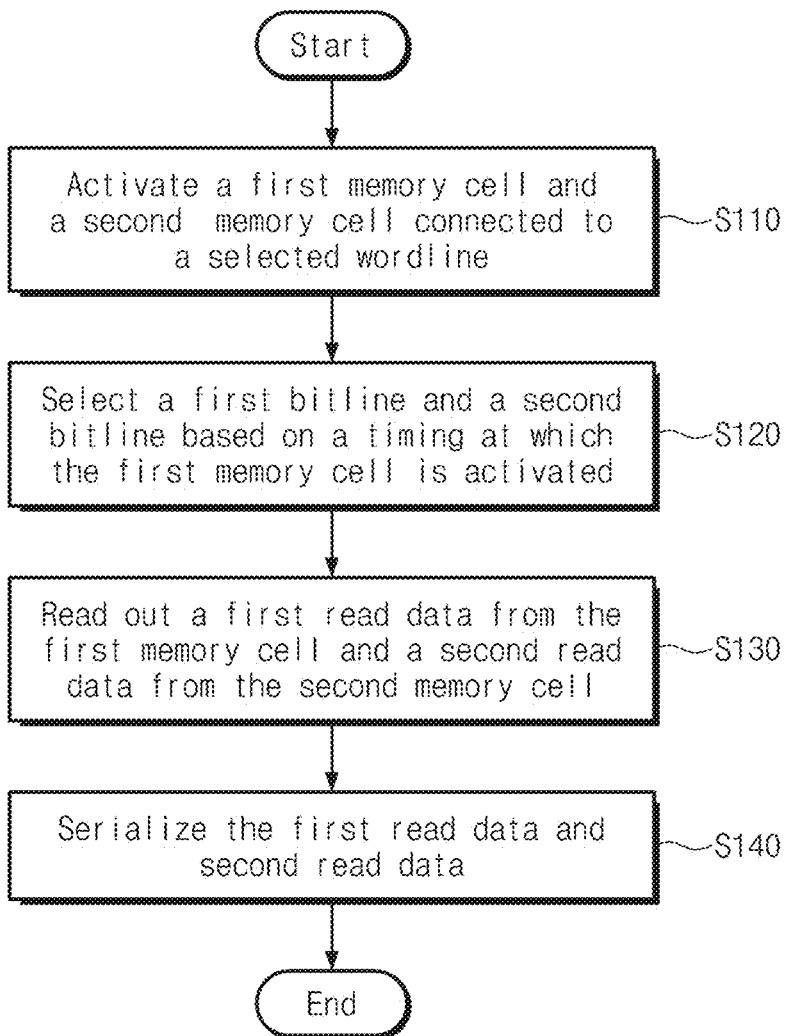 Start
Activate a first memory cell and
a second memory cell connected to
a selected wordline
S110
Select a first bitline and a second
bitline based on a timing at which
the first memory cell is activated
S120
Read out a first read data from the
first memory cell and a second read
data from the second memory cell
S130
Serialize the first read data and
second read data
S140
End